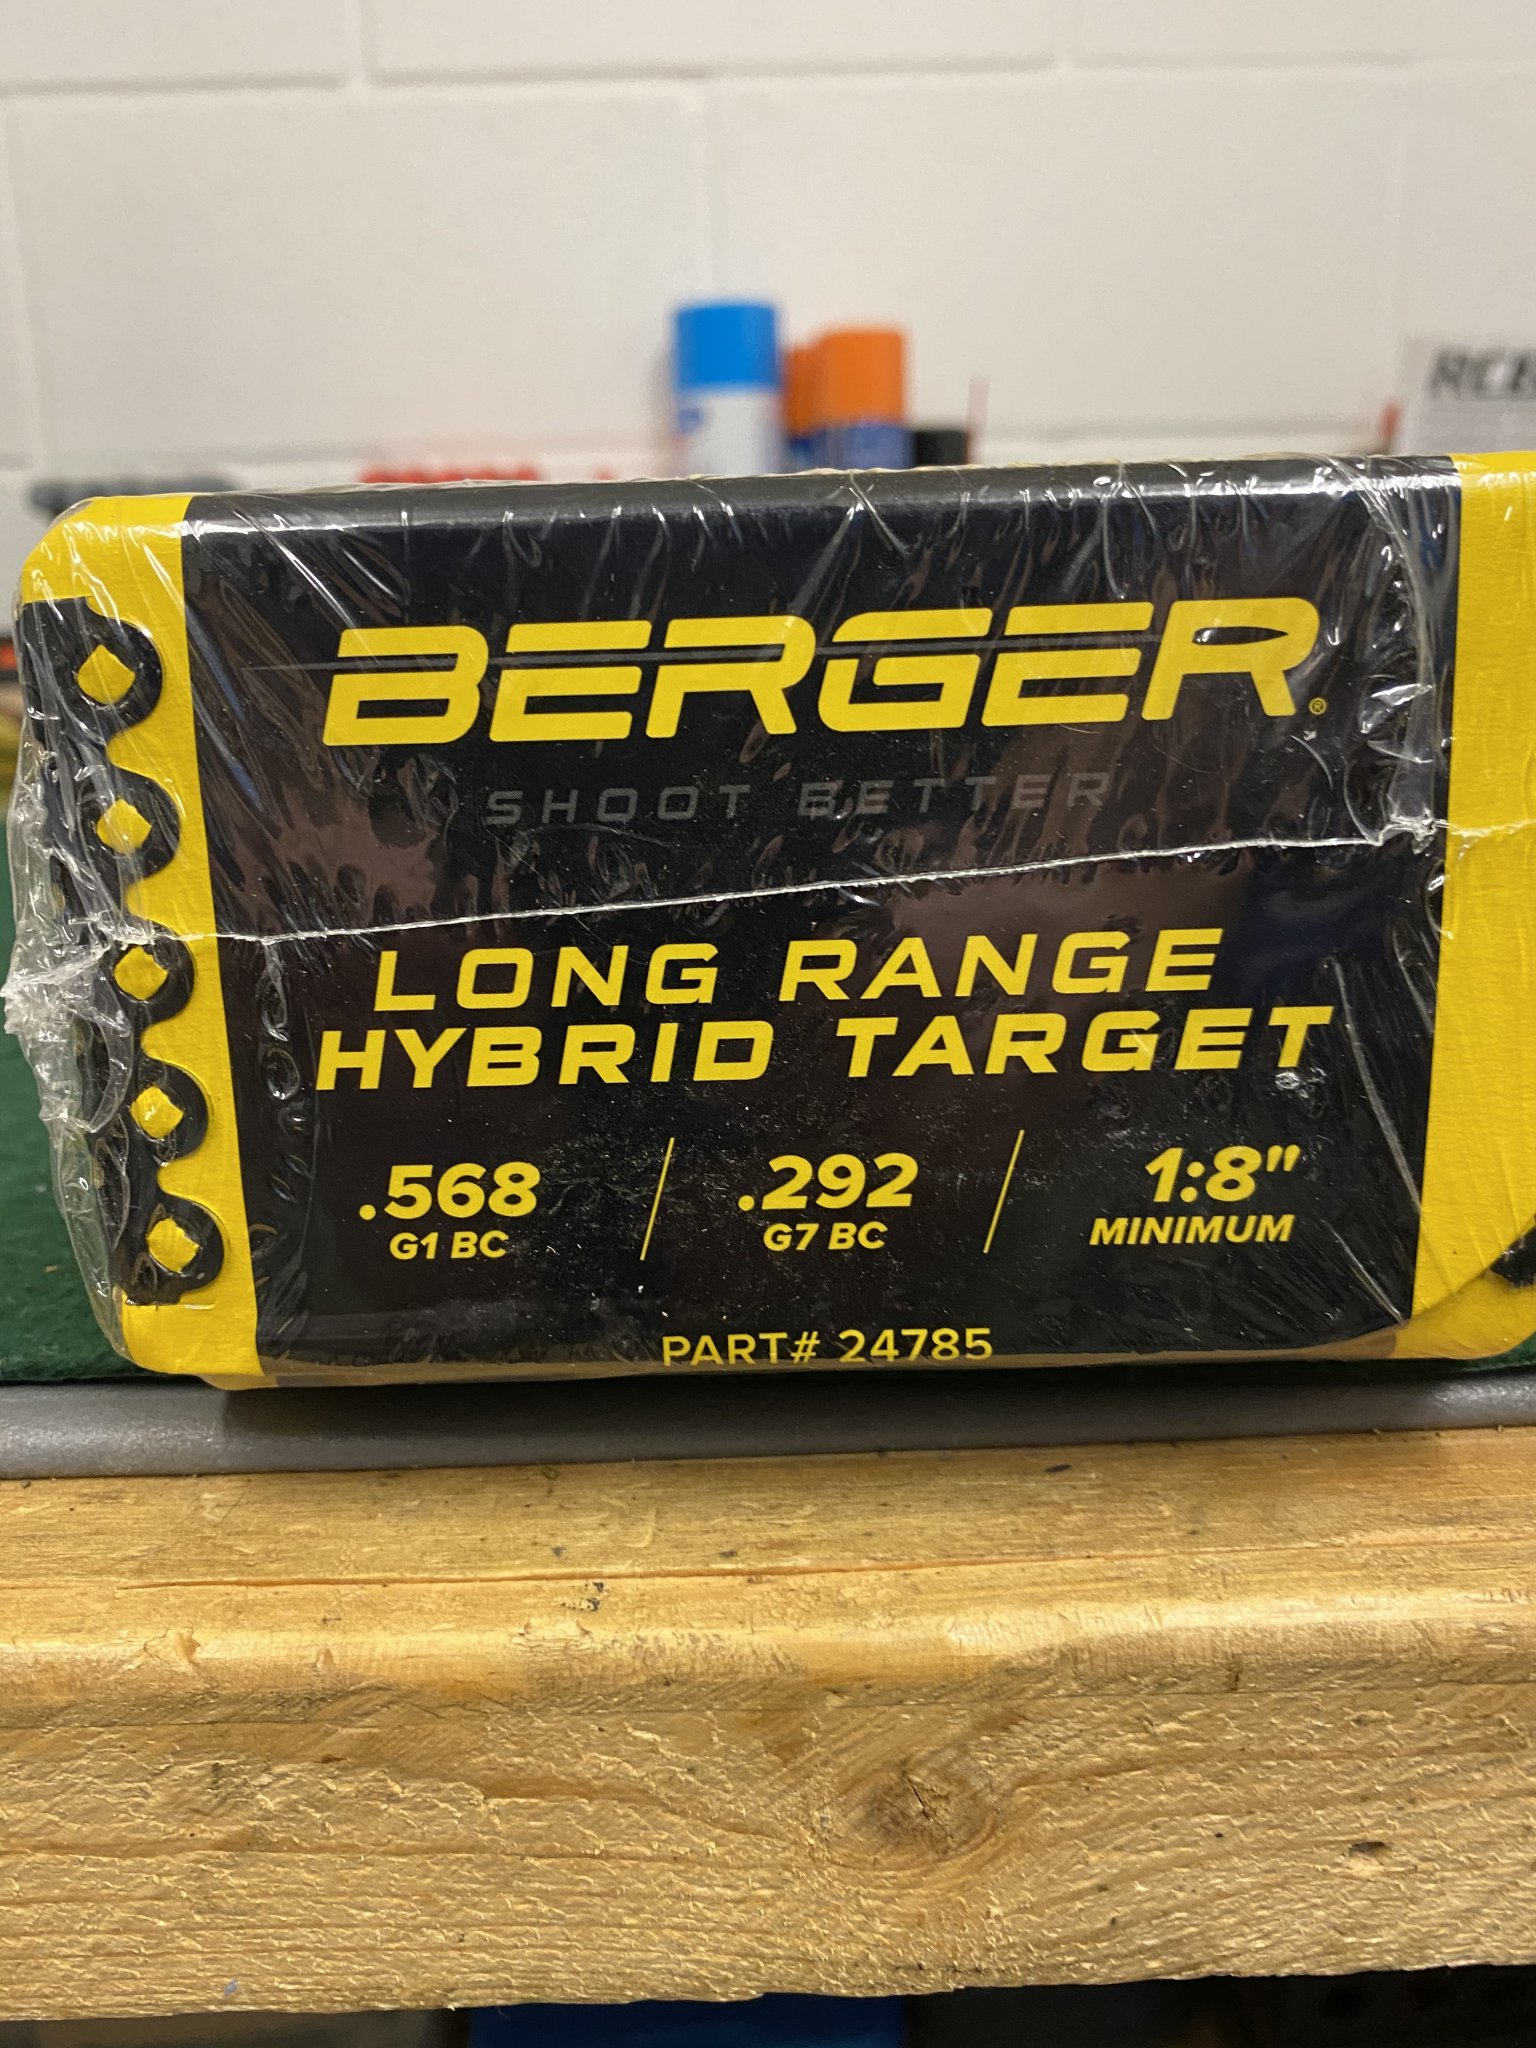 BERGER®
SHOOT BETTER
LONG RANGE
HYBRID TARGET
.568
G1 BC
.292
G7 BC
1:8"
MINIMUM
PART# 24785